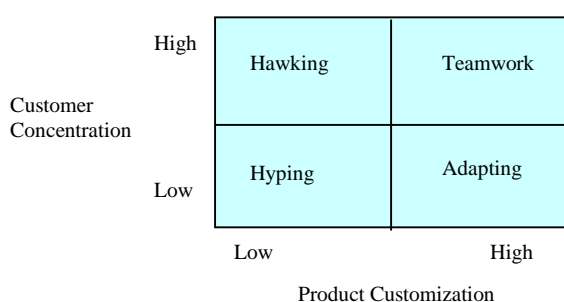 High
Hawking
Teamwork
Customer
Concentration
Low
Hyping
Adapting
Low
High
Product Customization